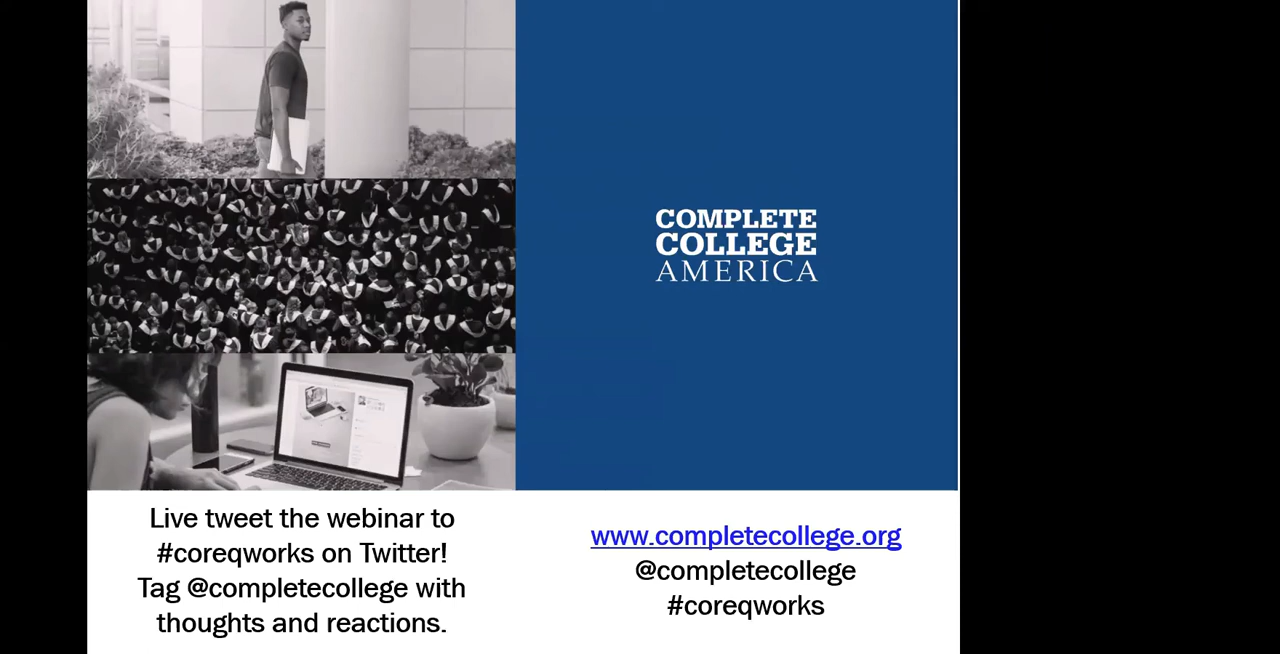 COMPLETE
COLLEGE
AMERICA
Live tweet the webinar to
#coreqworks on Twitter!
Tag @completecollege with
thoughts and reactions.
www.completecollege.org
@completecollege
#coreqworks